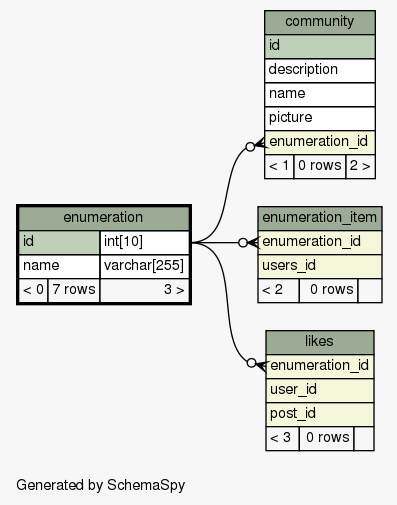 community
id
description
name
picture
enumeration_id
< 1 0 rows 2 >
enumeration
id int[10]
name varchar[255]
< 0 7 rows 3 >
enumeration_item
enumeration_id
users_id
< 2 0 rows
likes
enumeration_id
user_id
post_id
< 3 0 rows
Generated by SchemaSpy